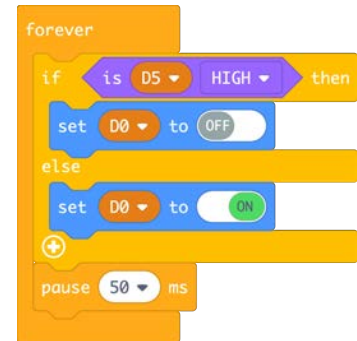 forever
if is D5 HIGH then
set D0 to OFF
else
set D0 to ON
pause 50 ms